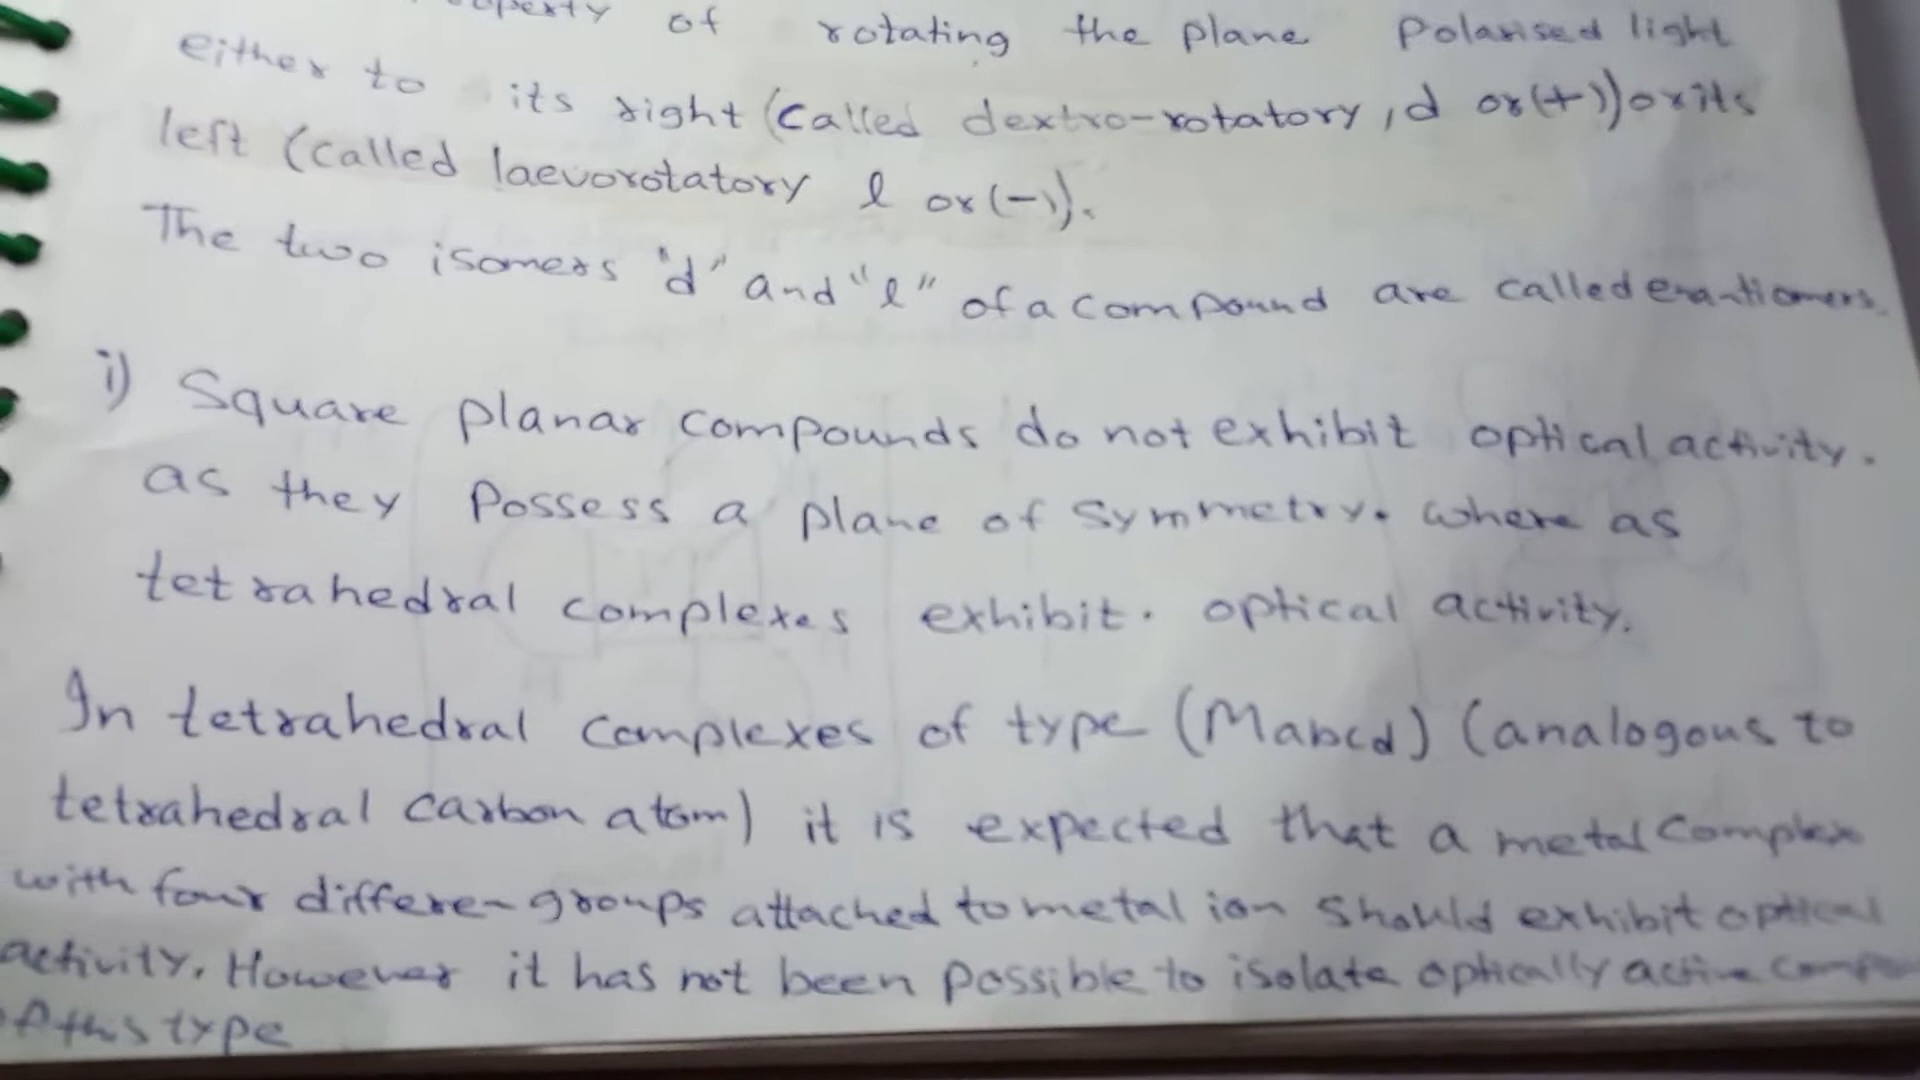 of rotating the plane Polarised light
either to its right (called dextro-rotatory, d or(+)) or its
left (called laevorotatory l or (-)).
The two isomers "d" and "l" of a compound are called enantiomers.
i) Square planar compounds do not exhibit optical activity.
as they possess a plane of symmetry. where as
tetrahedral complexes exhibit. optical activity.
In tetrahedral complexes of type (Mabcd) (analogous to
tetrahedral carbon atom) it is expected that a metal complex
with four differen groups attached to metal ion should exhibit optical
activity. However it has not been possible to isolate optically active
of this type